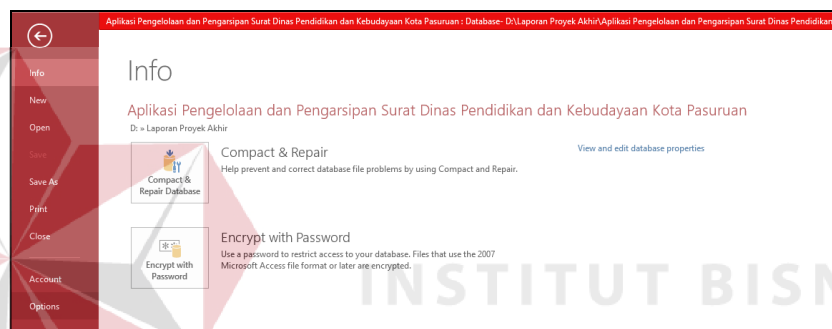 Aplikasi Pengelolaan dan Pengarsipan Surat Dinas Pendidikan dan Kebudayaan Kota Pasuruan : Database- D:\Laporan Proyek Akhir\Aplikasi Pengelolaan dan Pengarsipan Surat Dinas Pendidikan
Info
New
Open
Save
Save As
Print
Close
Account
Options
Info
Aplikasi Pengelolaan dan Pengarsipan Surat Dinas Pendidikan dan Kebudayaan Kota Pasuruan
D: » Laporan Proyek Akhir
Compact &
Repair Database
Compact & Repair
Help prevent and correct database file problems by using Compact and Repair.
View and edit database properties
Encrypt with
Password
Encrypt with Password
Use a password to restrict access to your database. Files that use the 2007
Microsoft Access file format or later are encrypted.
INSTITUT BISN